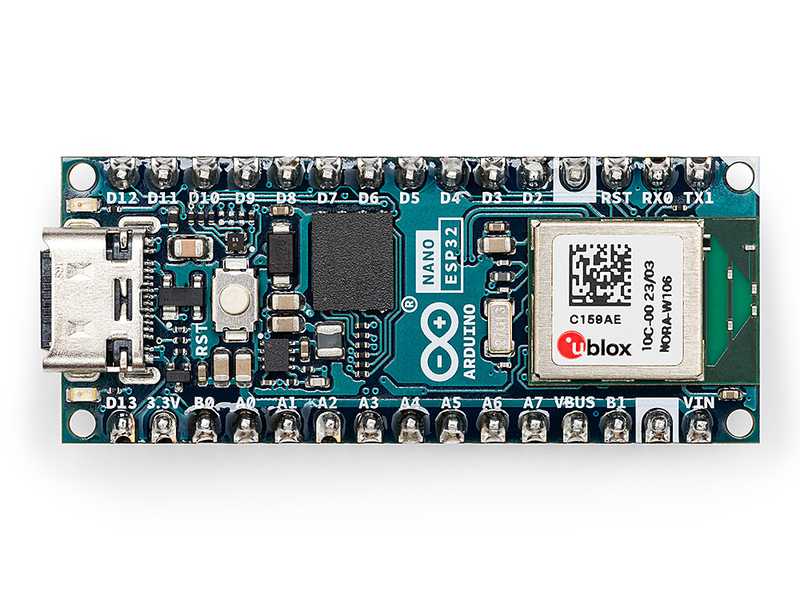 D12 D11 D10 D9 D8 D7 D6 D5 D4 D3 D2 RST RX0 TX1
NANO
ESP32
®
ARDUINO
RST
C159AE
ublox
10C-00 23/03
NORA-W106
D13 3.3V B0 A0 A1 A2 A3 A4 A5 A6 A7 VBUS B1 VIN